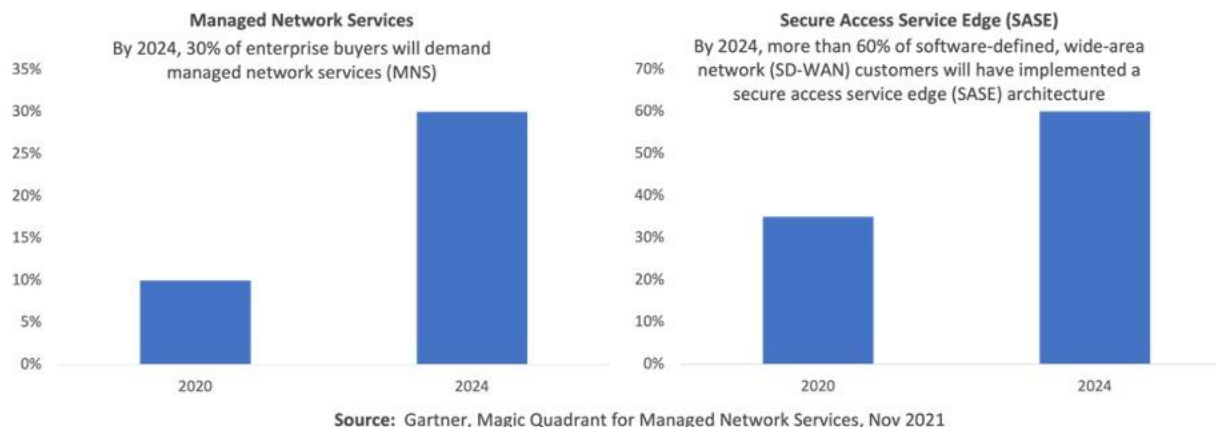 Managed Network Services
By 2024, 30% of enterprise buyers will demand
managed network services (MNS)
35%
30%
25%
20%
15%
10%
5%
0%
2020
2024
Secure Access Service Edge (SASE)
By 2024, more than 60% of software-defined, wide-area
network (SD-WAN) customers will have implemented a
secure access service edge (SASE) architecture
70%
60%
50%
40%
30%
20%
10%
0%
2020
2024
Source: Gartner, Magic Quadrant for Managed Network Services, Nov 2021